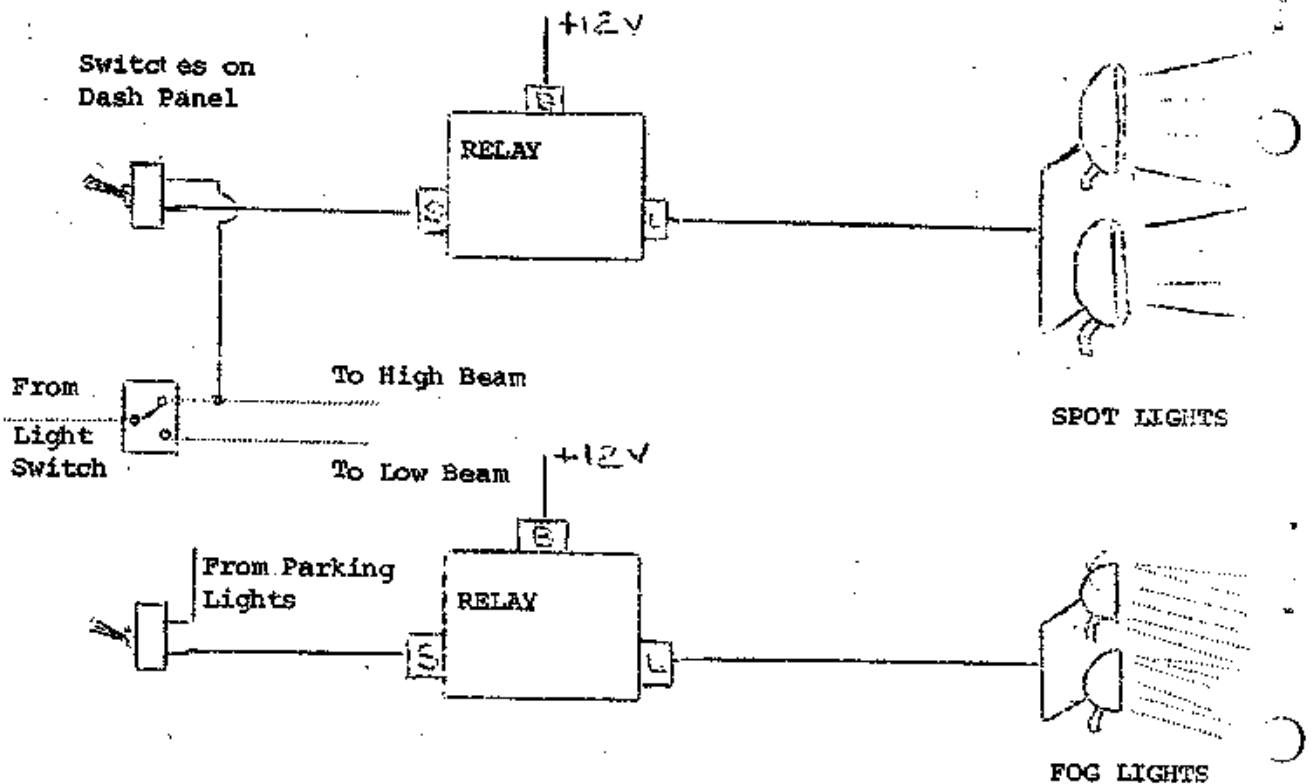 +12V
Switches on
Dash Panel
B
RELAY
S
L
From
Light
Switch
To High Beam
To Low Beam
SPOT LIGHTS
+12V
B
From Parking
Lights
RELAY
S
L
FOG LIGHTS